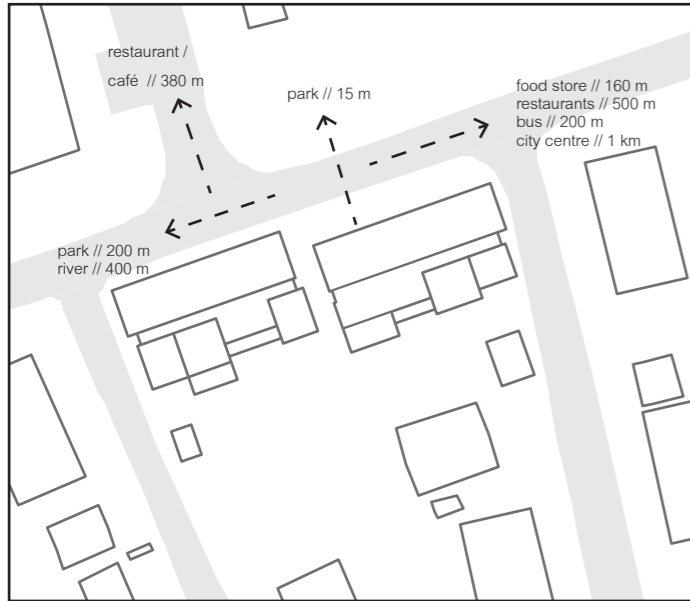 restaurant /
café // 380 m
park // 15 m
food store // 160 m
restaurants // 500 m
bus // 200 m
city centre // 1 km
park // 200 m
river // 400 m